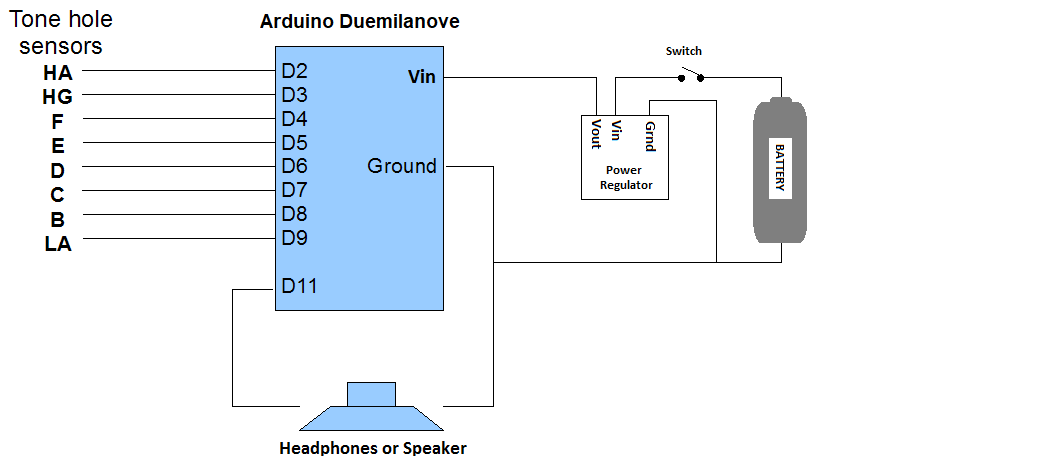 Tone hole
sensors
HA
HG
F
E
D
C
B
LA
Arduino Duemilanove
D2
D3
D4
D5
D6
D7
D8
D9
D11
Vin
Ground
Vout
Vin
Grnd
Power
Regulator
Switch
BATTERY
Headphones or Speaker